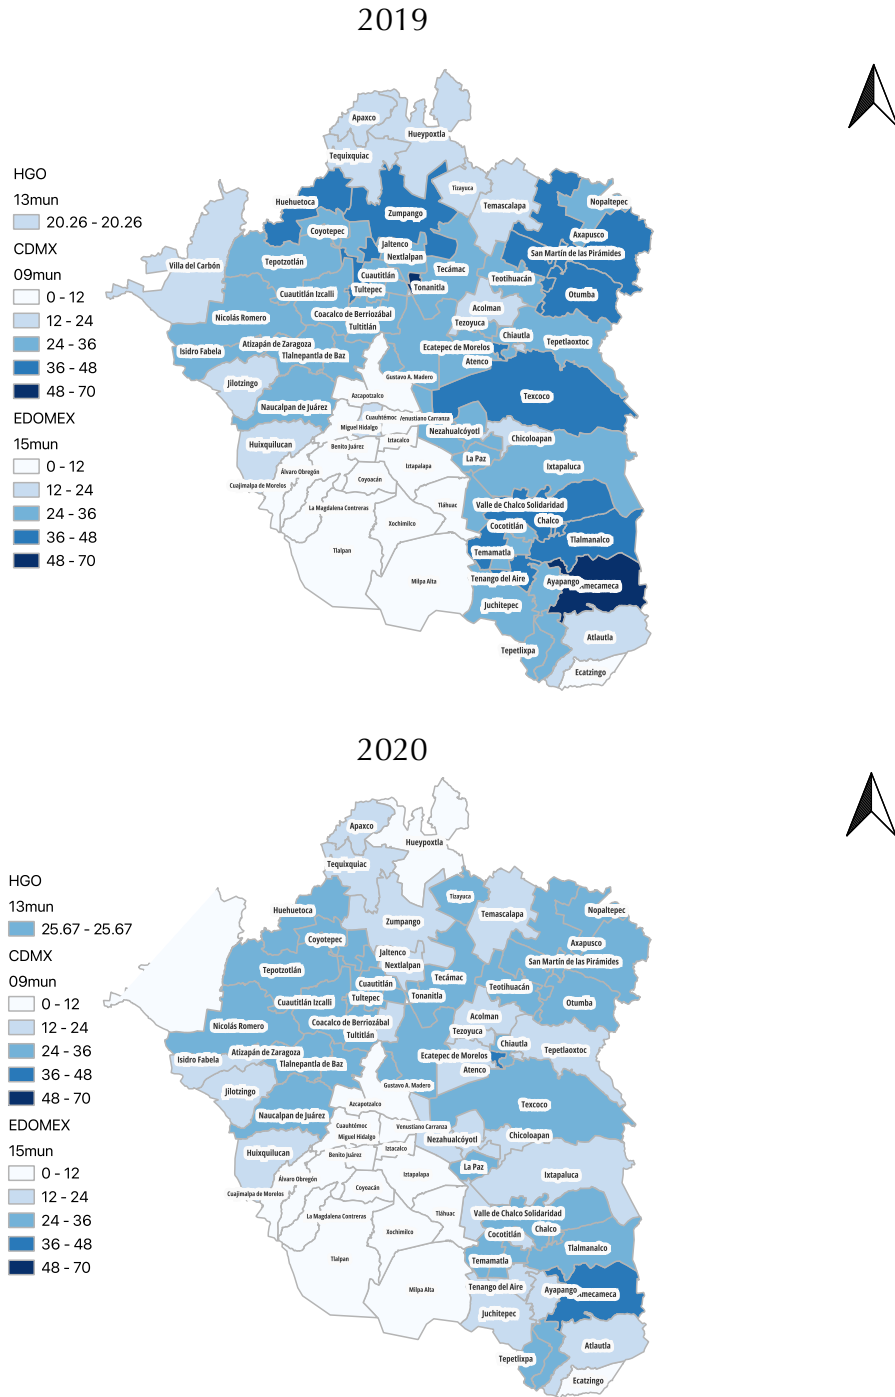 2019
Apaxco
Hueypoxtla
Tequixquiac
HGO
13mun
20.26 - 20.26
CDMX
09mun
0 - 12
12 - 24
24 - 36
36 - 48
48 - 70
EDOMEX
15mun
0 - 12
12 - 24
24 - 36
36 - 48
48 - 70
Tizayuca
Huehuetoca
Temascalapa
Nopaltepec
Zumpango
Coyotepec
Axapusco
Jaltenco
San Martín de las Pirámides
Nextlalpan
Tepotzotlán
Villa del Carbón
Tecámac
Cuautitlán
Teotihuacán
Tultepec
Tonanitla
Cuautitlán Izcalli
Otumba
Acolman
Coacalco de Berriozábal
Nicolás Romero
Tezoyuca
Tultitlán
Chiautla
Tepetlaoxtoc
Atizapán de Zaragoza
Ecatepec de Morelos
Isidro Fabela
Tlalnepantla de Baz
Atenco
Gustavo A. Madero
Jilotzingo
Azcapotzalco
Texcoco
Naucalpan de Juárez
Cuauhtémoc
Venustiano Carranza
Miguel Hidalgo
Nezahualcóyotl
Chicoloapan
Iztacalco
Huixquilucan
Benito Juárez
La Paz
Iztapalapa
Ixtapaluca
Álvaro Obregón
Coyoacán
Cuajimalpa de Morelos
Tláhuac
Valle de Chalco Solidaridad
La Magdalena Contreras
Chalco
Xochimilco
Cocotitlán
Tlalmanalco
Tlalpan
Temamatla
Milpa Alta
Tenango del Aire
Ayapango
mecameca
Juchitepec
Atlautla
Tepetlixpa
Ecatzingo
2020
Apaxco
Hueypoxtla
Tequixquiac
HGO
13mun
25.67 - 25.67
CDMX
09mun
0 - 12
12 - 24
24 - 36
36 - 48
48 - 70
EDOMEX
15mun
0 - 12
12 - 24
24 - 36
36 - 48
48 - 70
Tizayuca
Huehuetoca
Temascalapa
Nopaltepec
Zumpango
Coyotepec
Axapusco
Jaltenco
San Martín de las Pirámides
Nextlalpan
Tepotzotlán
Tecámac
Cuautitlán
Teotihuacán
Tultepec
Tonanitla
Cuautitlán Izcalli
Otumba
Acolman
Coacalco de Berriozábal
Nicolás Romero
Tezoyuca
Tultitlán
Chiautla
Tepetlaoxtoc
Atizapán de Zaragoza
Ecatepec de Morelos
Isidro Fabela
Tlalnepantla de Baz
Atenco
Gustavo A. Madero
Jilotzingo
Azcapotzalco
Texcoco
Naucalpan de Juárez
Cuauhtémoc
Venustiano Carranza
Miguel Hidalgo
Nezahualcóyotl
Chicoloapan
Iztacalco
Huixquilucan
Benito Juárez
La Paz
Iztapalapa
Ixtapaluca
Álvaro Obregón
Coyoacán
Cuajimalpa de Morelos
Tláhuac
Valle de Chalco Solidaridad
La Magdalena Contreras
Chalco
Xochimilco
Cocotitlán
Tlalmanalco
Tlalpan
Temamatla
Milpa Alta
Tenango del Aire
Ayapango
mecameca
Juchitepec
Atlautla
Tepetlixpa
Ecatzingo